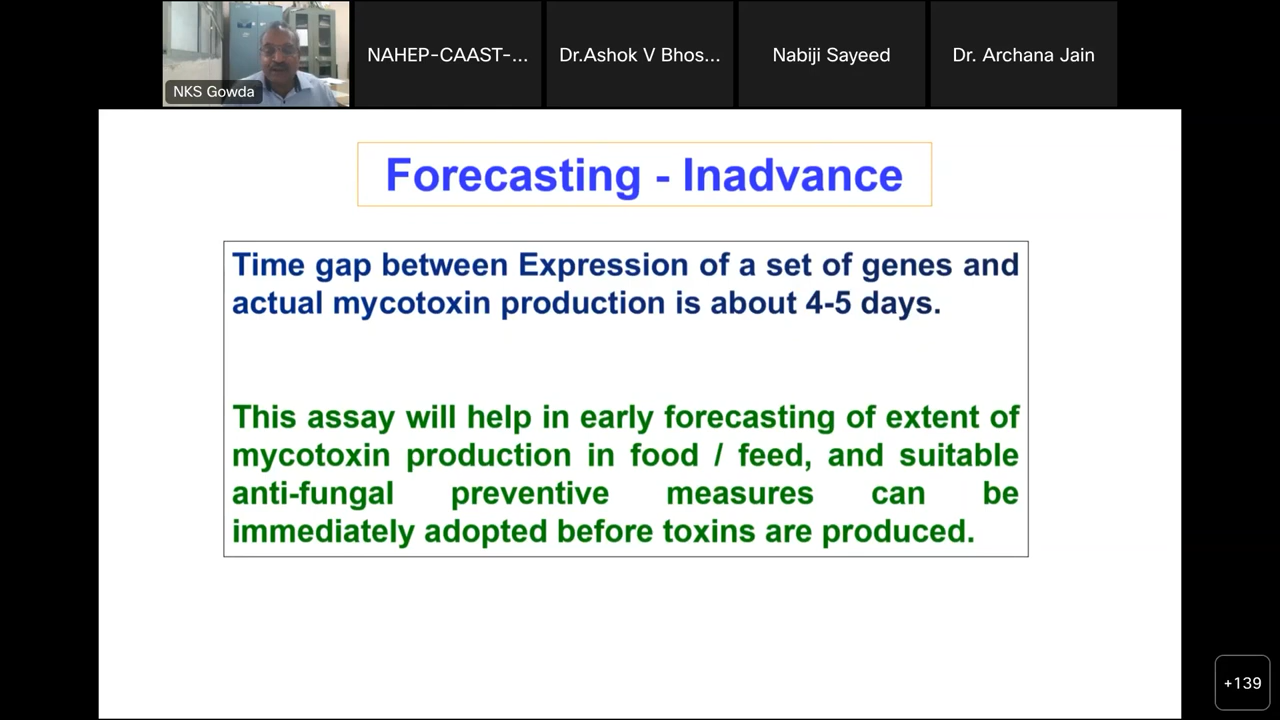 NKS Gowda
NAHEP-CAAST-...
Dr.Ashok V Bhos...
Nabiji Sayeed
Dr. Archana Jain
Forecasting - Inadvance
Time gap between Expression of a set of genes and
actual mycotoxin production is about 4-5 days.
This assay will help in early forecasting of extent of
mycotoxin production in food / feed, and suitable
anti-fungal preventive measures can be
immediately adopted before toxins are produced.
+139